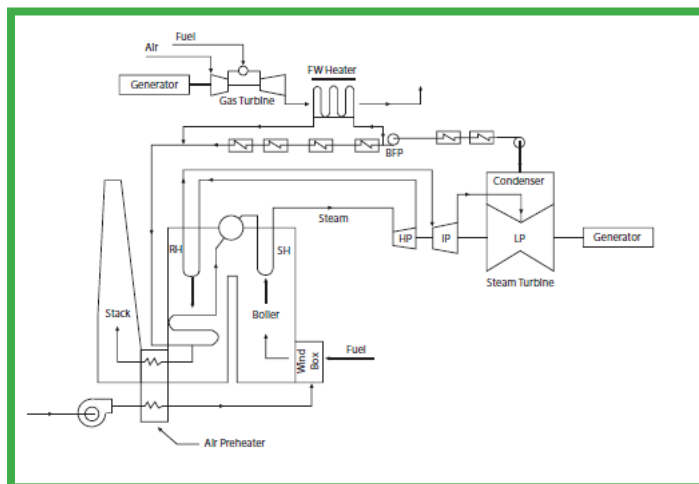 Fuel
Air
FW Heater
Generator
Gas Turbine
BFP
Condenser
Steam
RH
SH
HP
IP
LP
Generator
Steam Turbine
Stack
Boiler
Wind
Box
Fuel
Air Preheater